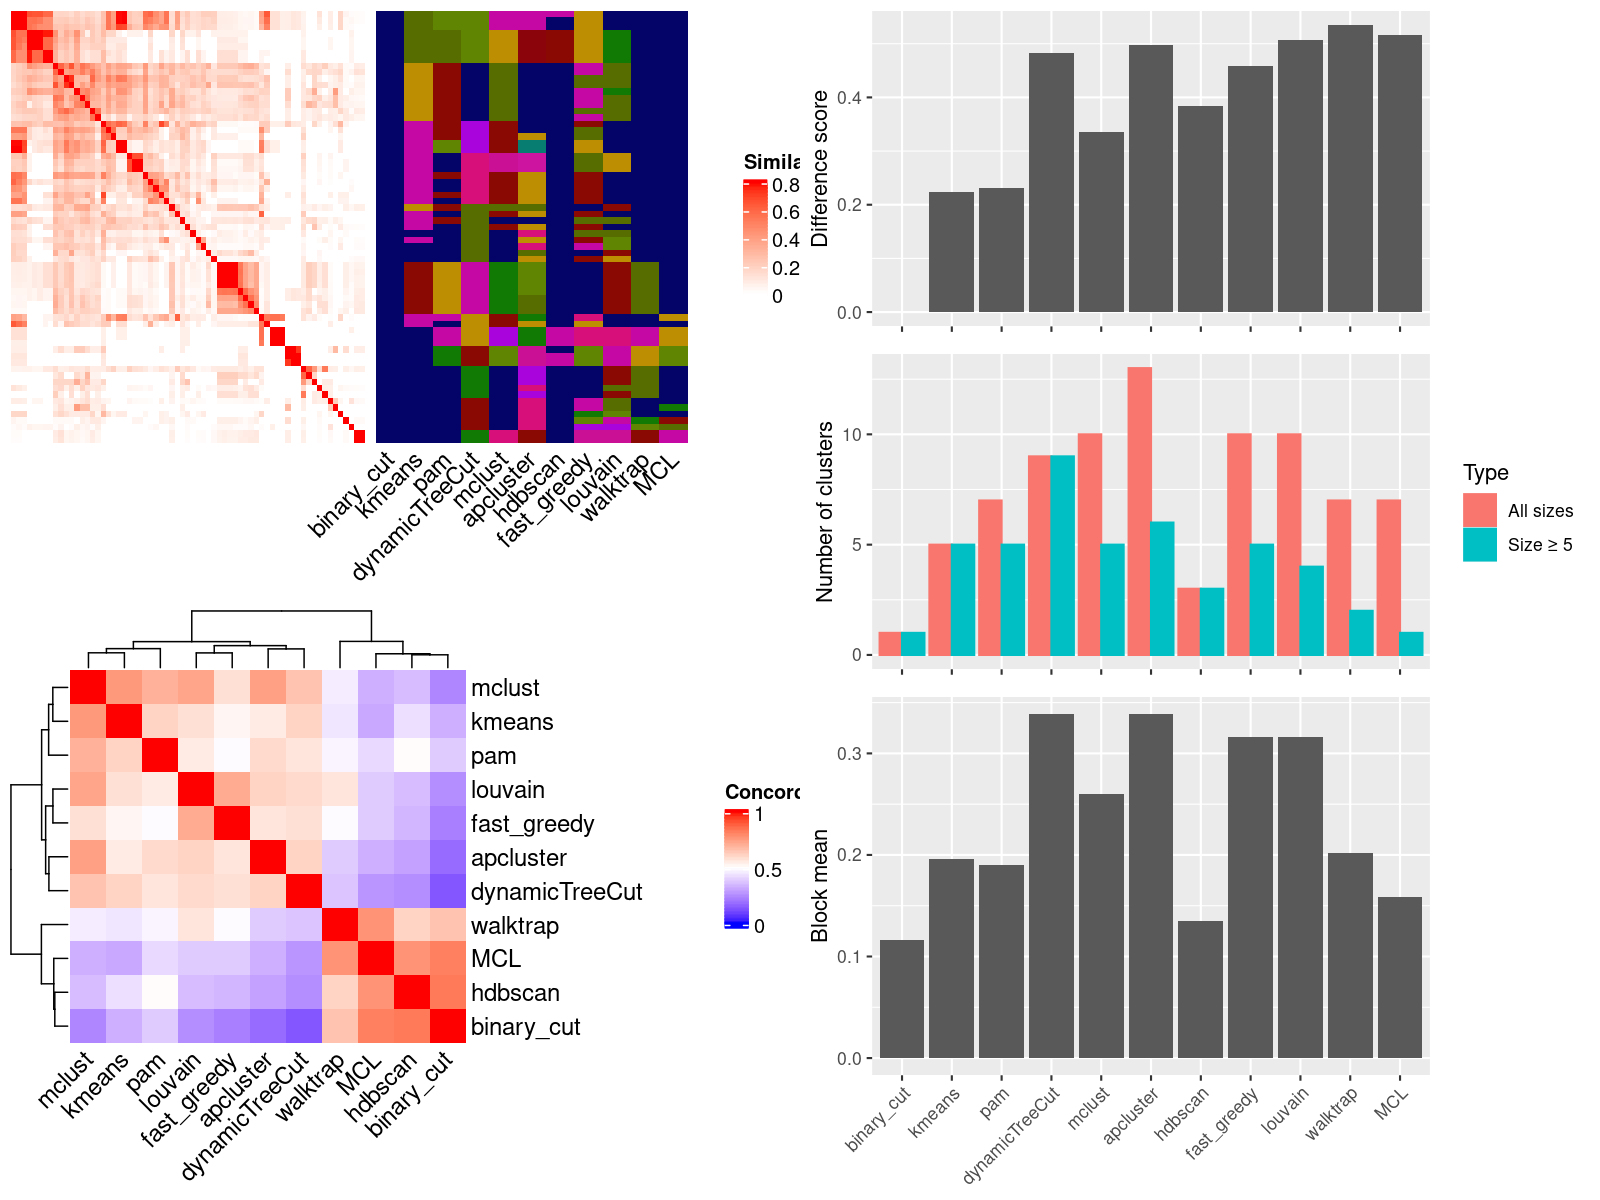 Simila
0.8
0.6
0.4
0.2
0
binary_cut
kmeans
pam
dynamicTreeCut
mclust
apcluster
hdbscan
fast_greedy
louvain
walktrap
MCL
mclust
kmeans
pam
louvain
fast_greedy
apcluster
dynamicTreeCut
walktrap
MCL
hdbscan
binary_cut
mclust
kmeans
pam
louvain
fast_greedy
apcluster
dynamicTreeCut
walktrap
MCL
hdbscan
binary_cut
Concord
1
0.5
0
Difference score
0.4
0.2
0.0
Number of clusters
10
5
0
Type
All sizes
Size ≥ 5
Block mean
0.3
0.2
0.1
0.0
binary_cut
kmeans
pam
dynamicTreeCut
mclust
apcluster
hdbscan
fast_greedy
louvain
walktrap
MCL